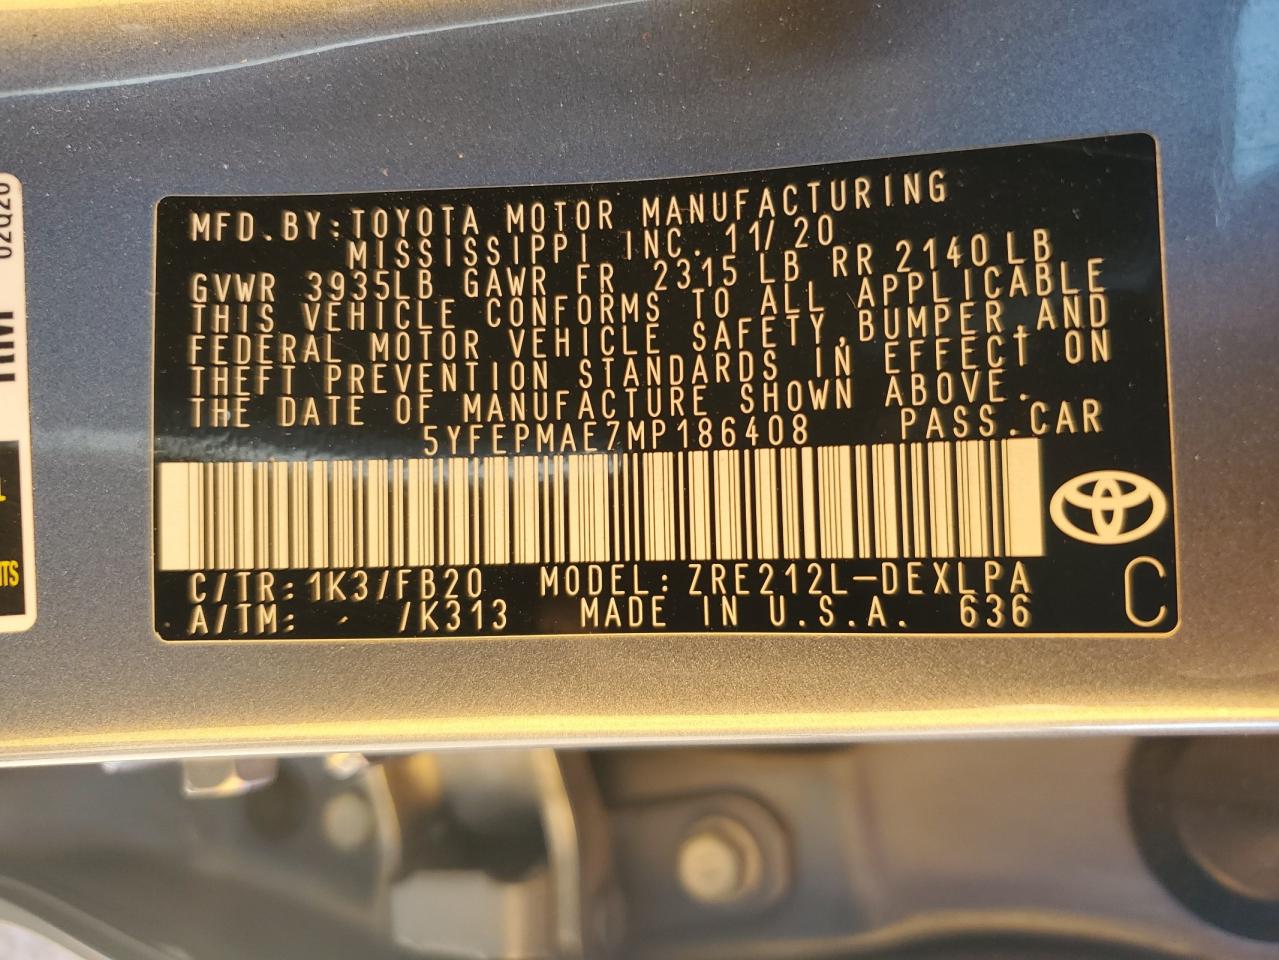 MFD.BY:TOYOTA MOTOR MANUFACTURING
MISSISSIPPI INC. 11/20
GVWR 3935LB GAWR FR 2315 LB RR 2140 LB
THIS VEHICLE CONFORMS TO ALL APPLICABLE
FEDERAL MOTOR VEHICLE SAFETY, BUMPER, AND
THEFT PREVENTION STANDARDS IN EFFECT ON
THE DATE OF MANUFACTURE SHOWN ABOVE.
5YFEPMAE7MP186408 PASS.CAR
C/TR:1K3/FB20 MODEL:ZRE212L-DEXLPA
A/TM: - /K313 MADE IN U.S.A. 636
C
02Q20